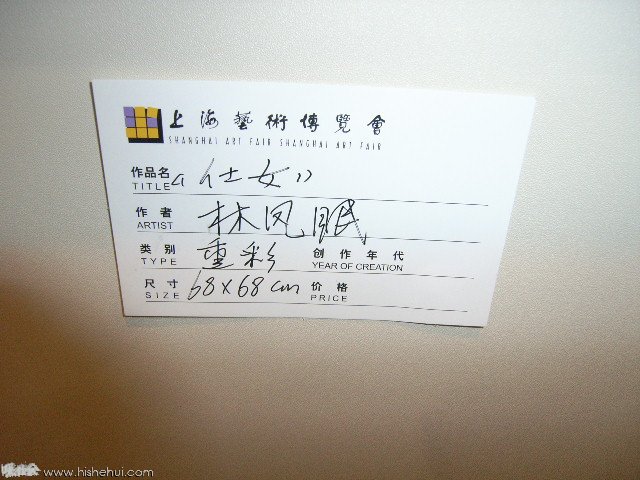 上海藝術博覽會
SHANGHAI ART FAIR SHANGHAI ART FAIR
作品名 《仕女》
TITLE
作者 林风眠
ARTIST
类别 重彩 创作年代
TYPE YEAR OF CREATION
尺寸 68×68cm 价格
SIZE PRICE
www.hishehui.com